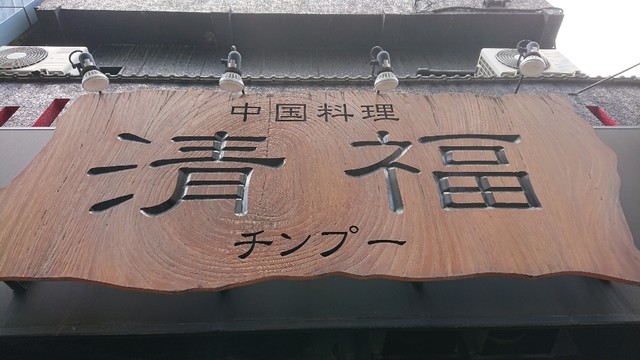 中国料理
清福
チンプー